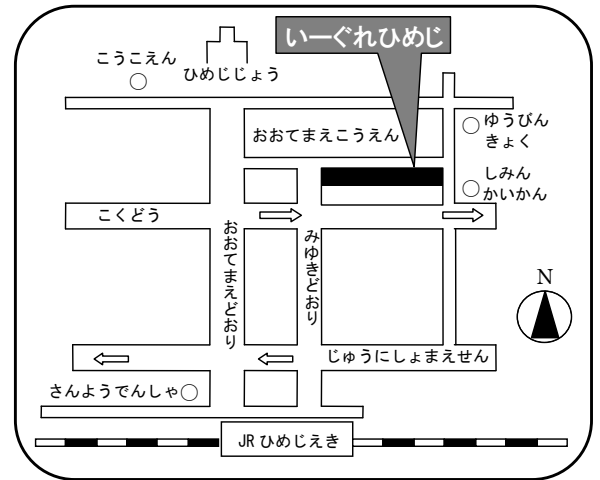 いーぐれひめじ
こうこえん
ひめじじょう
おおてまえこうえん
ゆうびん
きょく
しみん
かいかん
こくどう
おおてまえどおり
みゆきどおり
N
じゅうにしょまえせん
さんようでんしゃ
JRひめじえき